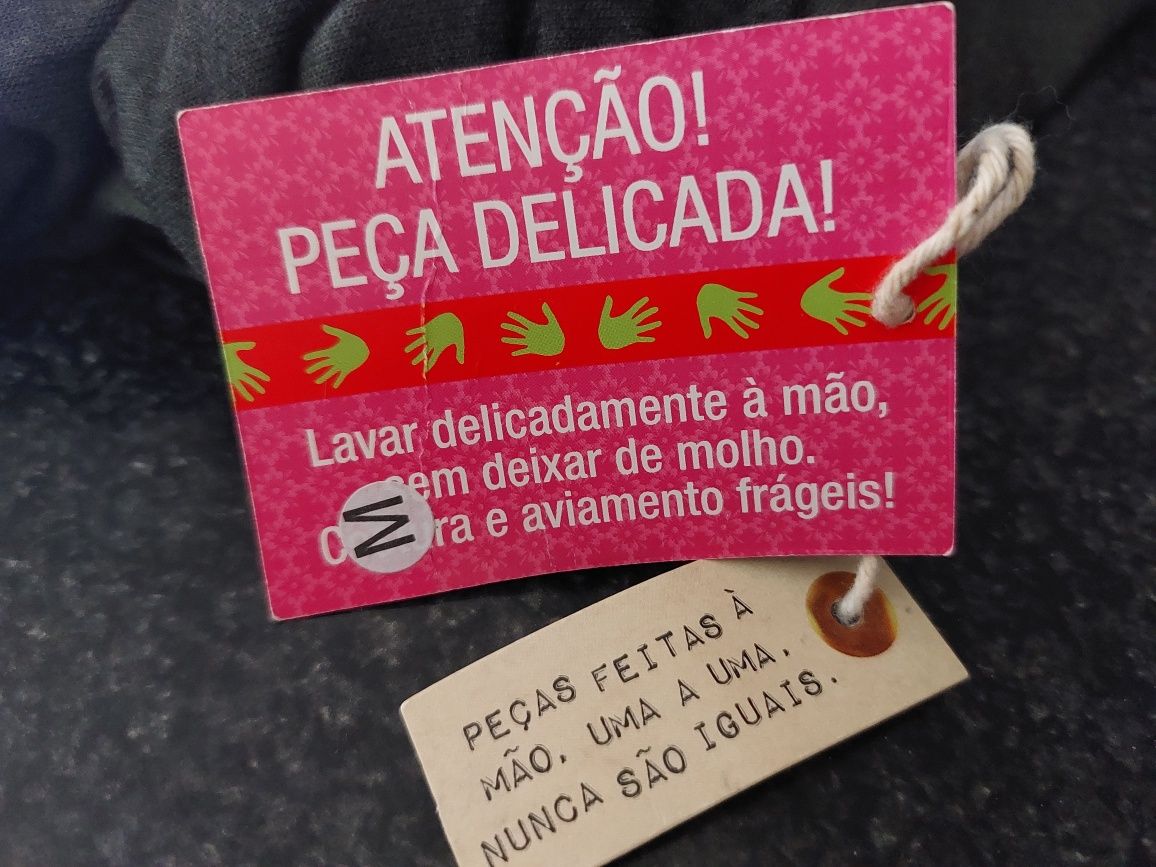 ATENÇÃO!
PEÇA DELICADA!
Lavar delicadamente à mão,
sem deixar de molho.
e aviamento frágeis!
M
PEÇAS FEITAS À
MÃO, UMA A UMA,
NUNCA SÃO IGUAIS.